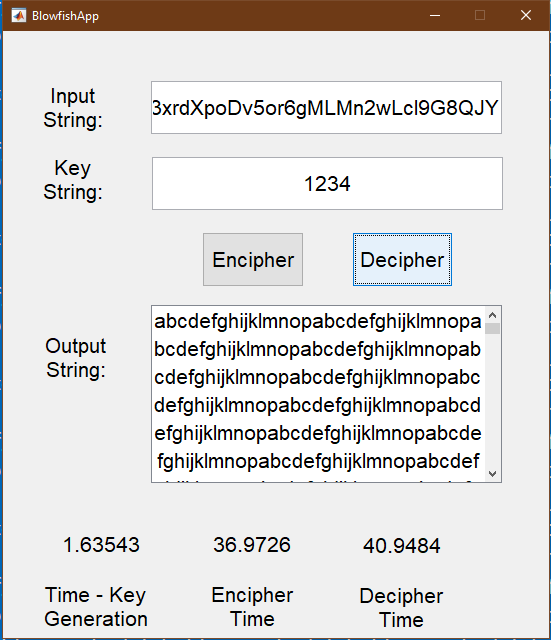 BlowfishApp
Input
String:
3xrdXpoDv5or6gMLMn2wLcl9G8QJY
Key
String:
1234
Encipher
Decipher
Output
String:
abcdefghijklmnopabcdefghijklmnopa
bcdefghijklmnopabcdefghijklmnopab
cdefghijklmnopabcdefghijklmnopabc
defghijklmnopabcdefghijklmnopabcd
efghijklmnopabcdefghijklmnopabcde
fghijklmnopabcdefghijklmnopabcdef
1.63543
36.9726
40.9484
Time - Key
Generation
Encipher
Time
Decipher
Time